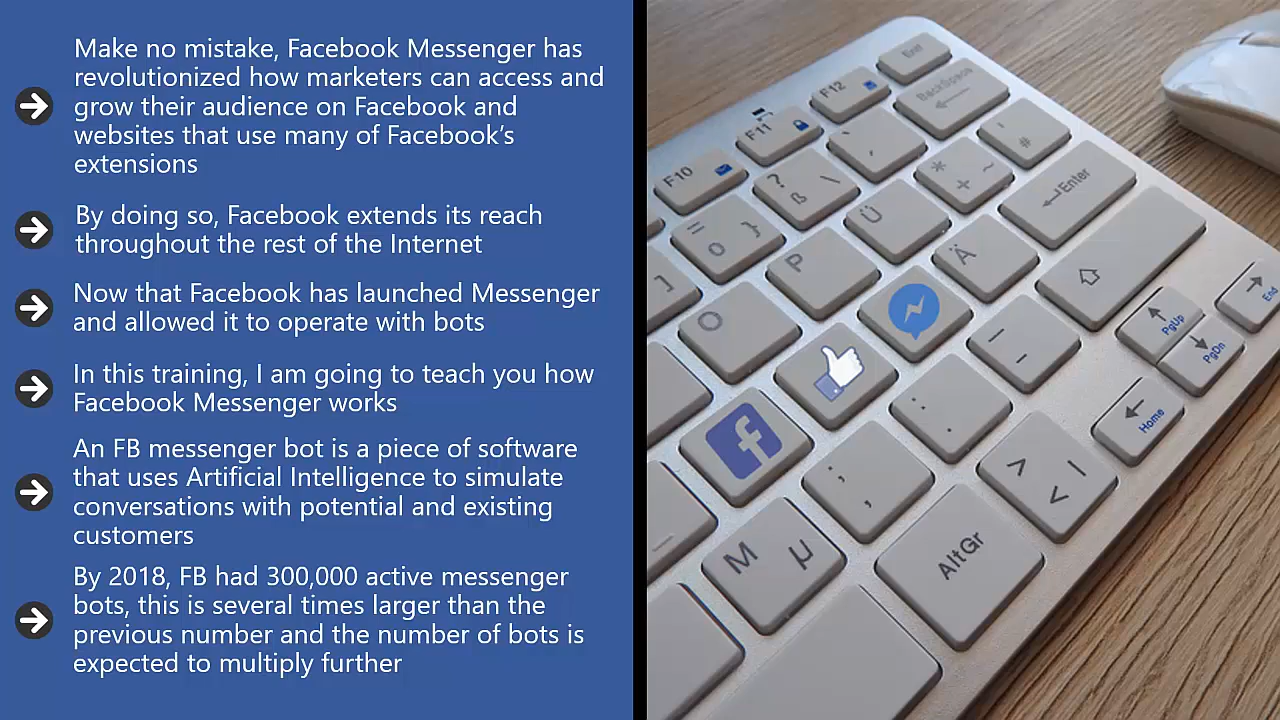 Make no mistake, Facebook Messenger has
revolutionized how marketers can access and
grow their audience on Facebook and
websites that use many of Facebook's
extensions
By doing so, Facebook extends its reach
throughout the rest of the Internet
Now that Facebook has launched Messenger
and allowed it to operate with bots
In this training, I am going to teach you how
Facebook Messenger works
An FB messenger bot is a piece of software
that uses Artificial Intelligence to simulate
conversations with potential and existing
customers
By 2018, FB had 300,000 active messenger
bots, this is several times larger than the
previous number and the number of bots is
expected to multiply further
F10
F11
F12
BackSpace
? ß \
´ `
' #
= 0 }
Ü
* + ~
Enter
]
P
Ä
O
f
_ -
PgUp
End
PgDn
: .
Home
; ,
> < |
M µ
AltGr